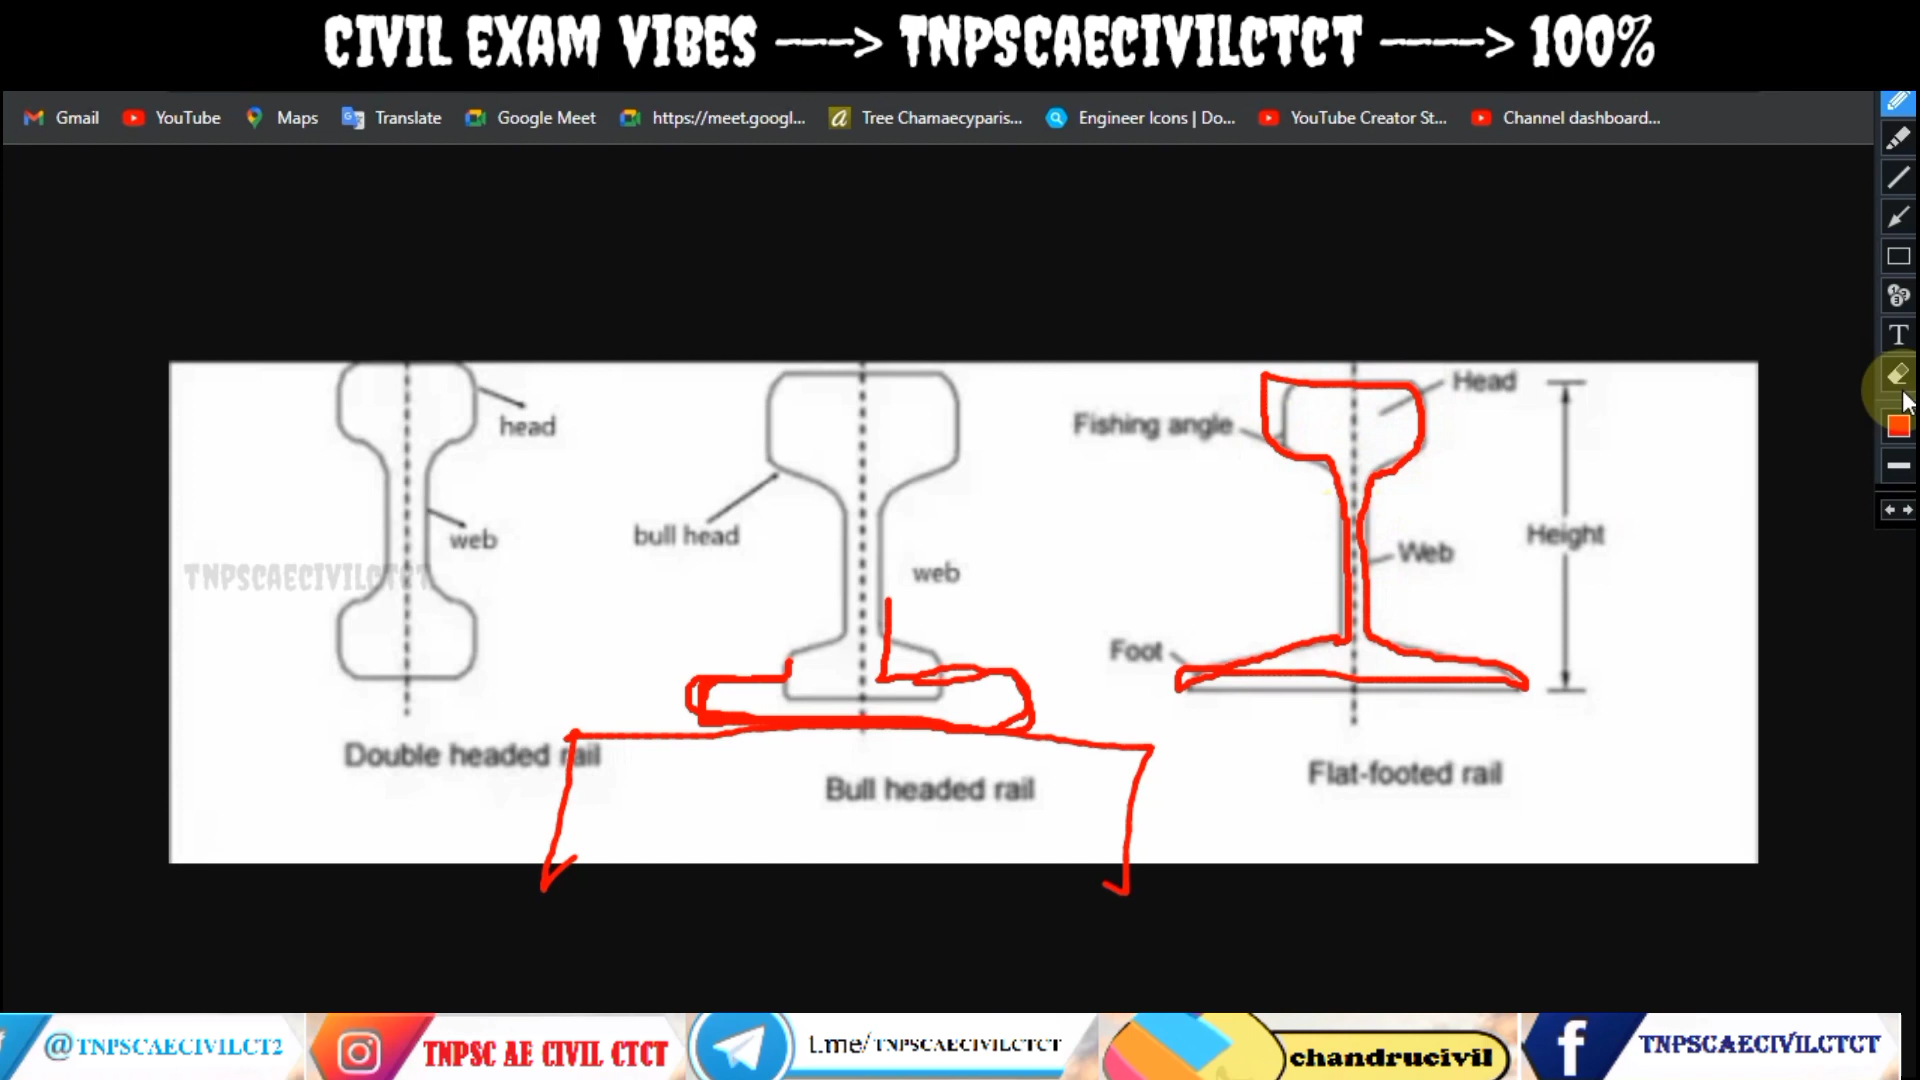 CIVIL EXAM VIBES ---> TNPSCAECIVILCTCT ----> 100%
Gmail YouTube Maps Translate Google Meet https://meet.googl... Tree Chamaecyparis... Engineer Icons | Do... YouTube Creator St... Channel dashboard...
head
web
TNPSCAECIVILCTCT
Double headed rail
bull head
web
Bull headed rail
Fishing angle
Head
Web
Foot
Height
Flat-footed rail
T
@TNPSCAECIVILCT2 TNPSC AE CIVIL CTCT t.me/TNPSCAECIVILCTCT chandrucivil TNPSCAECIVILCTCT